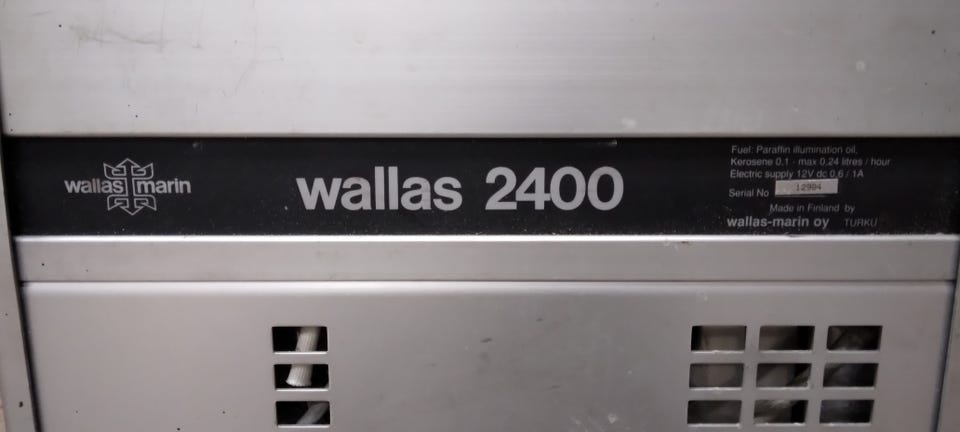 wallas marin
wallas 2400
Fuel: Paraffin illumination oil,
Kerosene 0,1 - max 0,24 litres / hour
Electric supply 12V dc 0,6 / 1A
Serial No 12904
Made in Finland by
wallas-marin oy TURKU